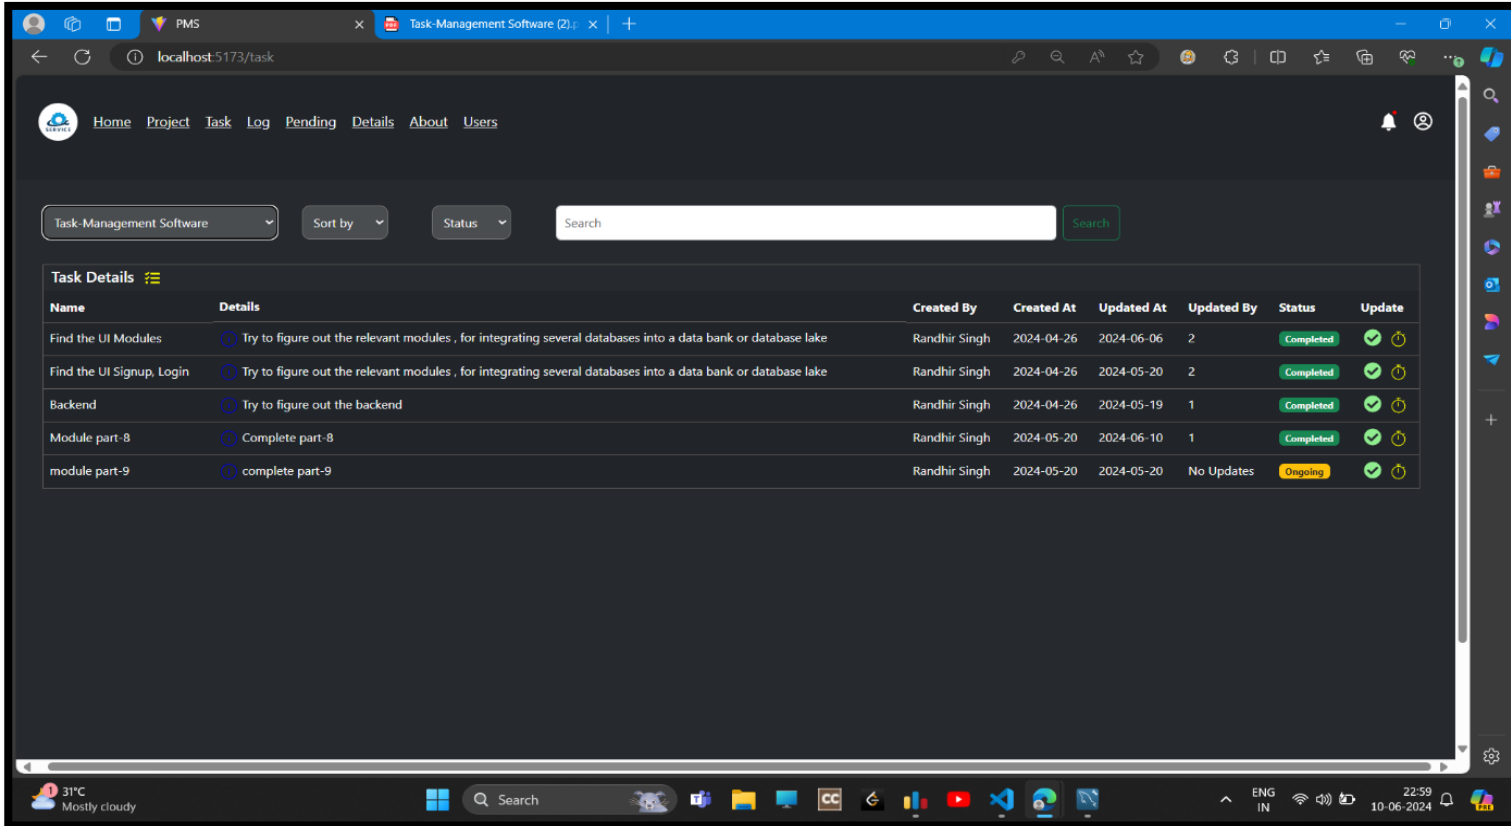 PMS
Task-Management Software (2).p
localhost:5173/task
SERVICE
Home Project Task Log Pending Details About Users
Task-Management Software Sort by Status Search Search
Task Details
Name Details Created By Created At Updated At Updated By Status Update
Find the UI Modules Try to figure out the relevant modules , for integrating several databases into a data bank or database lake Randhir Singh 2024-04-26 2024-06-06 2 Completed
Find the UI Signup, Login Try to figure out the relevant modules , for integrating several databases into a data bank or database lake Randhir Singh 2024-04-26 2024-05-20 2 Completed
Backend Try to figure out the backend Randhir Singh 2024-04-26 2024-05-19 1 Completed
Module part-8 Complete part-8 Randhir Singh 2024-05-20 2024-06-10 1 Completed
module part-9 complete part-9 Randhir Singh 2024-05-20 2024-05-20 No Updates Ongoing
1 31°C
Mostly cloudy
Search
CC
ENG
IN
22:59
10-06-2024
PRE